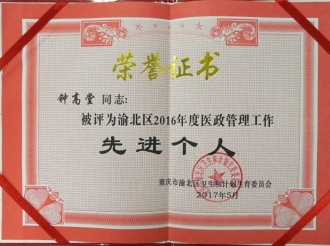 荣誉证书
钟高堂 同志:
被评为渝北区2016年度医政管理工作
先进个人
重庆市渝北区卫生和计划生育委员会
2017年5月